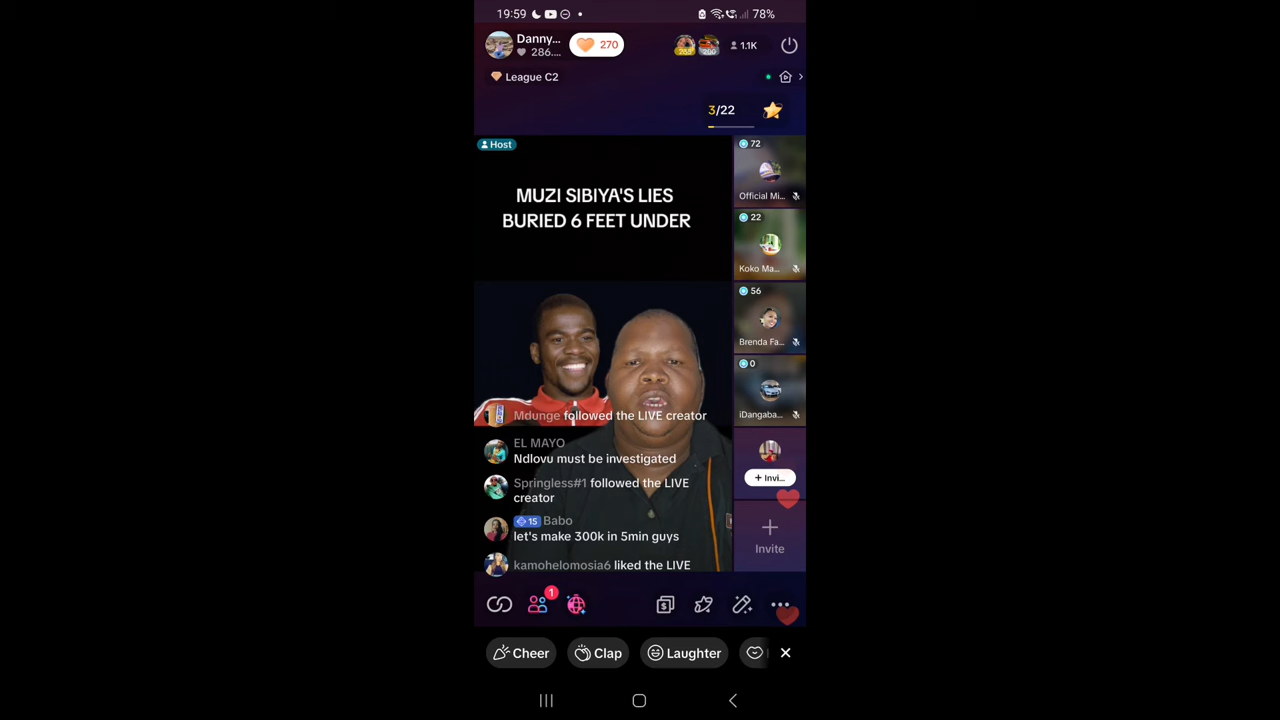 19:59
78%
Danny...
286....
270
1.1K
League C2
3/22
Host
MUZI SIBIYA'S LIES
BURIED 6 FEET UNDER
72
Official Mi...
22
Koko Ma...
56
Brenda Fa...
0
iDangaba...
+ Invi...
Invite
Mdunge followed the LIVE creator
EL MAYO
Ndlovu must be investigated
Springless#1 followed the LIVE
creator
15 Babo
let's make 300k in 5min guys
kamohelomosia6 liked the LIVE
1
Cheer
Clap
Laughter